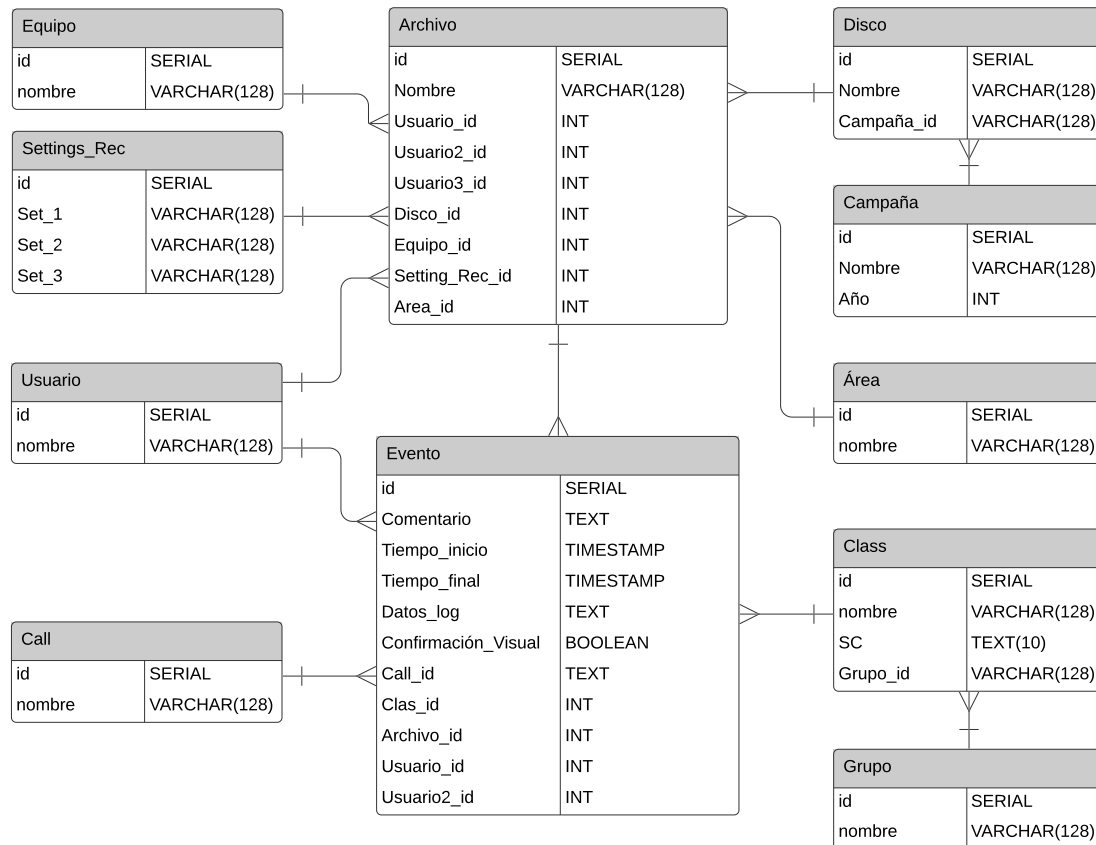 Equipo
id SERIAL
nombre VARCHAR(128)
Settings_Rec
id SERIAL
Set_1 VARCHAR(128)
Set_2 VARCHAR(128)
Set_3 VARCHAR(128)
Usuario
id SERIAL
nombre VARCHAR(128)
Call
id SERIAL
nombre VARCHAR(128)
Archivo
id SERIAL
Nombre VARCHAR(128)
Usuario_id INT
Usuario2_id INT
Usuario3_id INT
Disco_id INT
Equipo_id INT
Setting_Rec_id INT
Area_id INT
Evento
id SERIAL
Comentario TEXT
Tiempo_inicio TIMESTAMP
Tiempo_final TIMESTAMP
Datos_log TEXT
Confirmación_Visual BOOLEAN
Call_id TEXT
Clas_id INT
Archivo_id INT
Usuario_id INT
Usuario2_id INT
Disco
id SERIAL
Nombre VARCHAR(128)
Campaña_id VARCHAR(128)
Campaña
id SERIAL
Nombre VARCHAR(128)
Año INT
Área
id SERIAL
nombre VARCHAR(128)
Class
id SERIAL
nombre VARCHAR(128)
SC TEXT(10)
Grupo_id VARCHAR(128)
Grupo
id SERIAL
nombre VARCHAR(128)